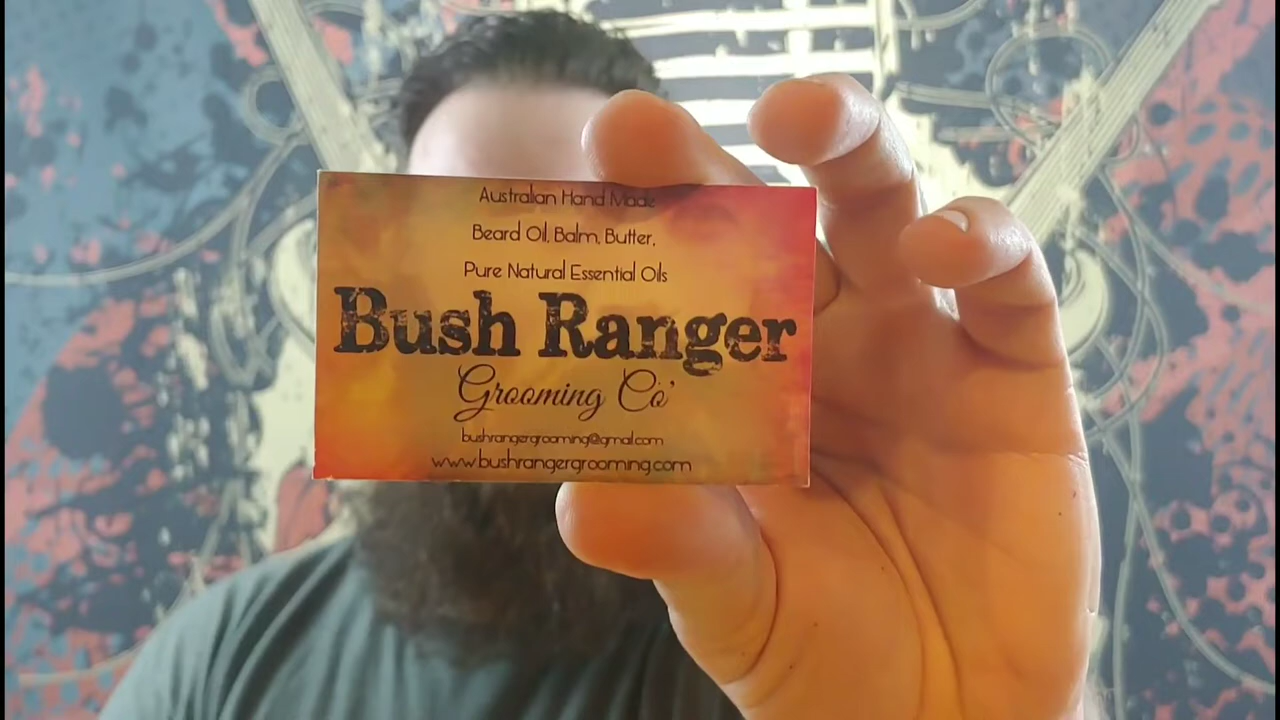 Australian Hand Made
Beard Oil, Balm, Butter,
Pure Natural Essential Oils
Bush Ranger
Grooming Co'
bushrangergrooming@gmail.com
www.bushrangergrooming.com